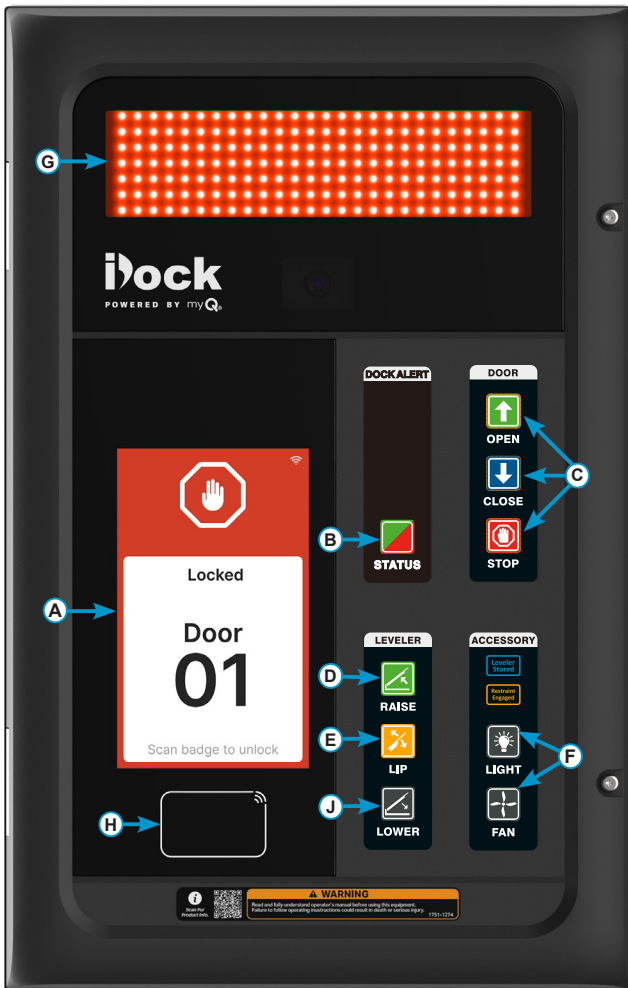 G
iDock
POWERED BY myQ®
DOCK ALERT
STATUS
B
DOOR
OPEN
CLOSE
STOP
C
A
Locked
Door
01
Scan badge to unlock
H
LEVELER
D
RAISE
E
LIP
J
LOWER
ACCESSORY
Leveler
Stored
Restraint
Engaged
LIGHT
F
FAN
i
Scan For
Product Info.
WARNING
Read and fully understand operator's manual before using this equipment.
Failure to follow operating instructions could result in death or serious injury.
1751-1274